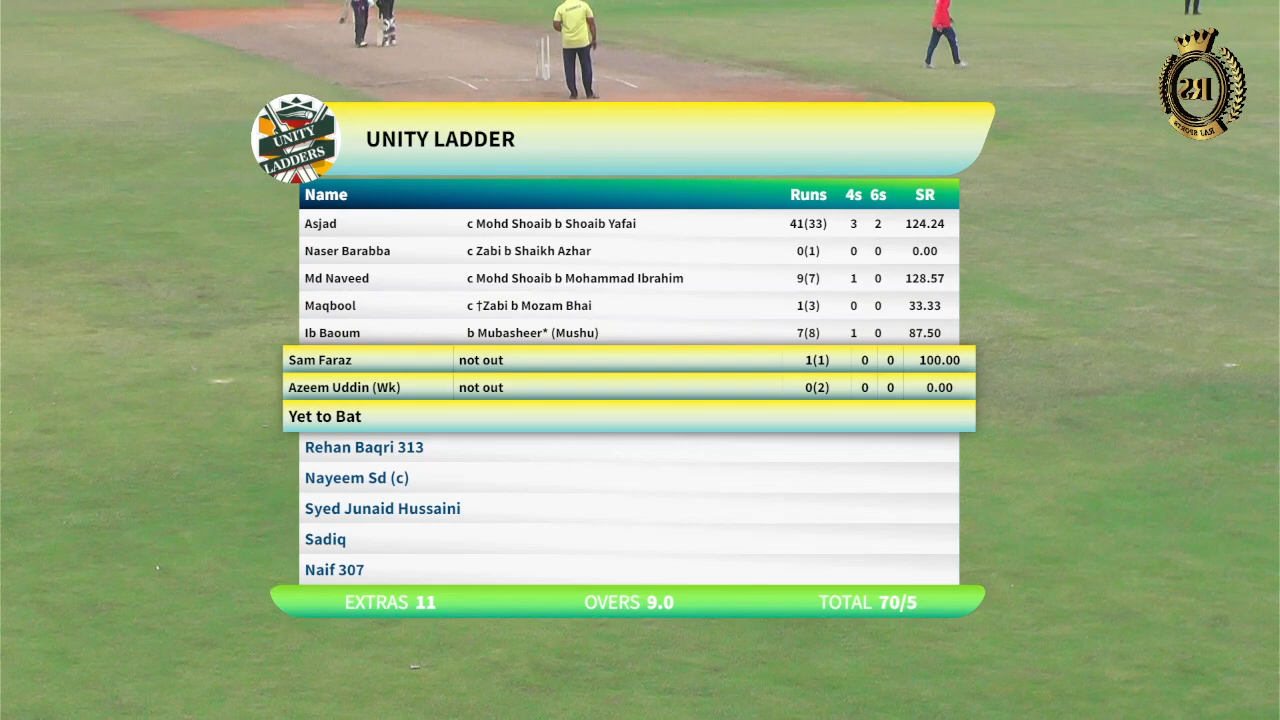 UNITY
LADDERS
UNITY LADDER
Name Runs 4s 6s SR
Asjad c Mohd Shoaib b Shoaib Yafai 41(33) 3 2 124.24
Naser Barabba c Zabi b Shaikh Azhar 0(1) 0 0 0.00
Md Naveed c Mohd Shoaib b Mohammad Ibrahim 9(7) 1 0 128.57
Maqbool c †Zabi b Mozam Bhai 1(3) 0 0 33.33
Ib Baoum b Mubasheer* (Mushu) 7(8) 1 0 87.50
Sam Faraz not out 1(1) 0 0 100.00
Azeem Uddin (Wk) not out 0(2) 0 0 0.00
Yet to Bat
Rehan Baqri 313
Nayeem Sd (c)
Syed Junaid Hussaini
Sadiq
Naif 307
EXTRAS 11 OVERS 9.0 TOTAL 70/5